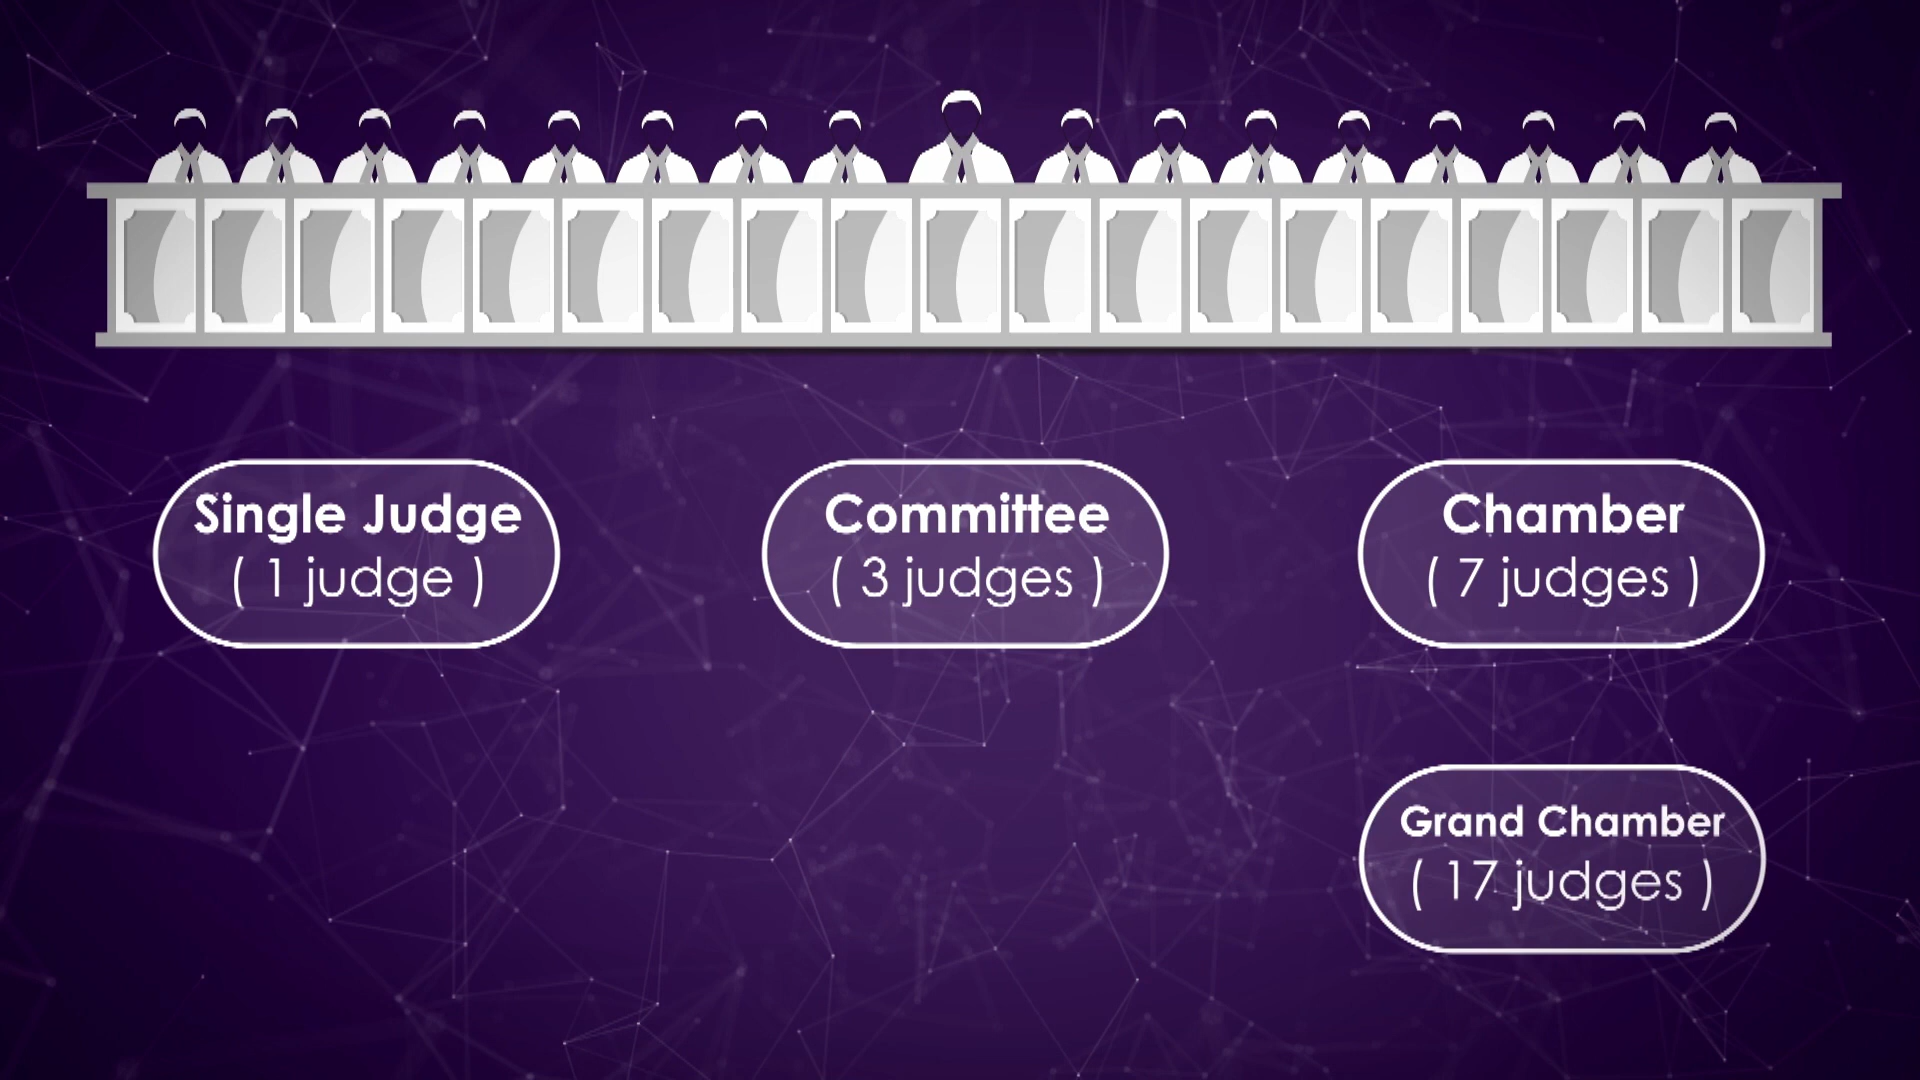 Single Judge
( 1 judge )
Committee
( 3 judges )
Chamber
( 7 judges )
Grand Chamber
( 17 judges )